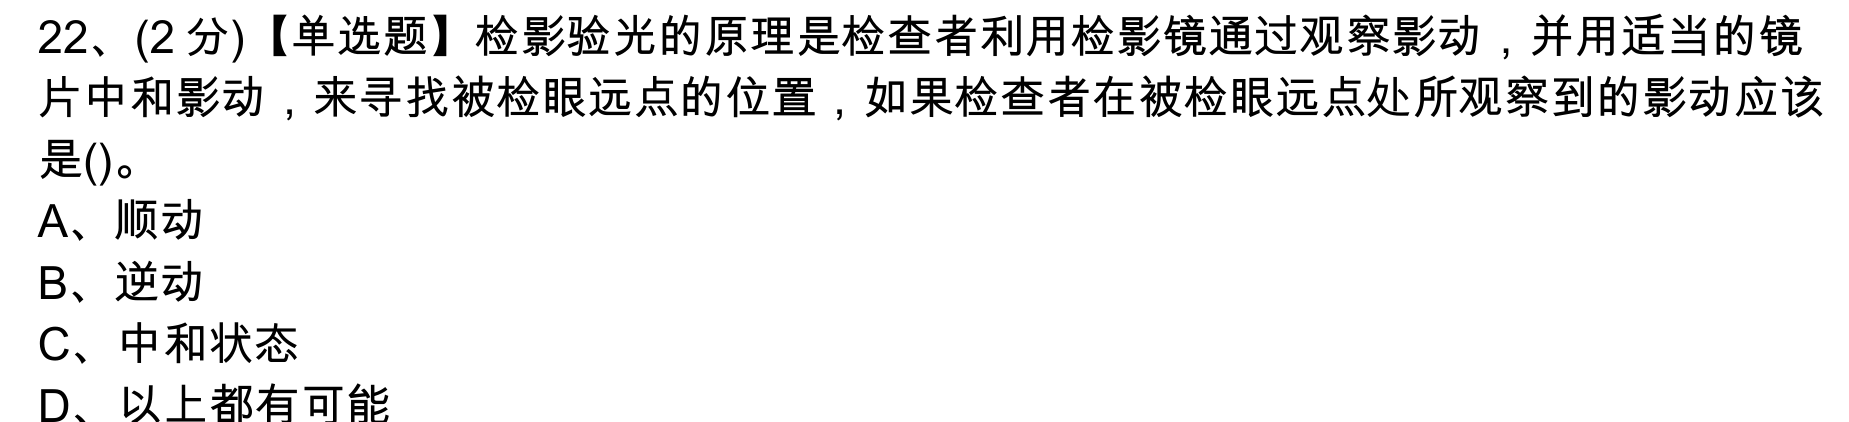 22、(2 分)【单选题】检影验光的原理是检查者利用检影镜通过观察影动，并用适当的镜
片中和影动，来寻找被检眼远点的位置，如果检查者在被检眼远点处所观察到的影动应该
是()。
A、顺动
B、逆动
C、中和状态
D、以上都有可能